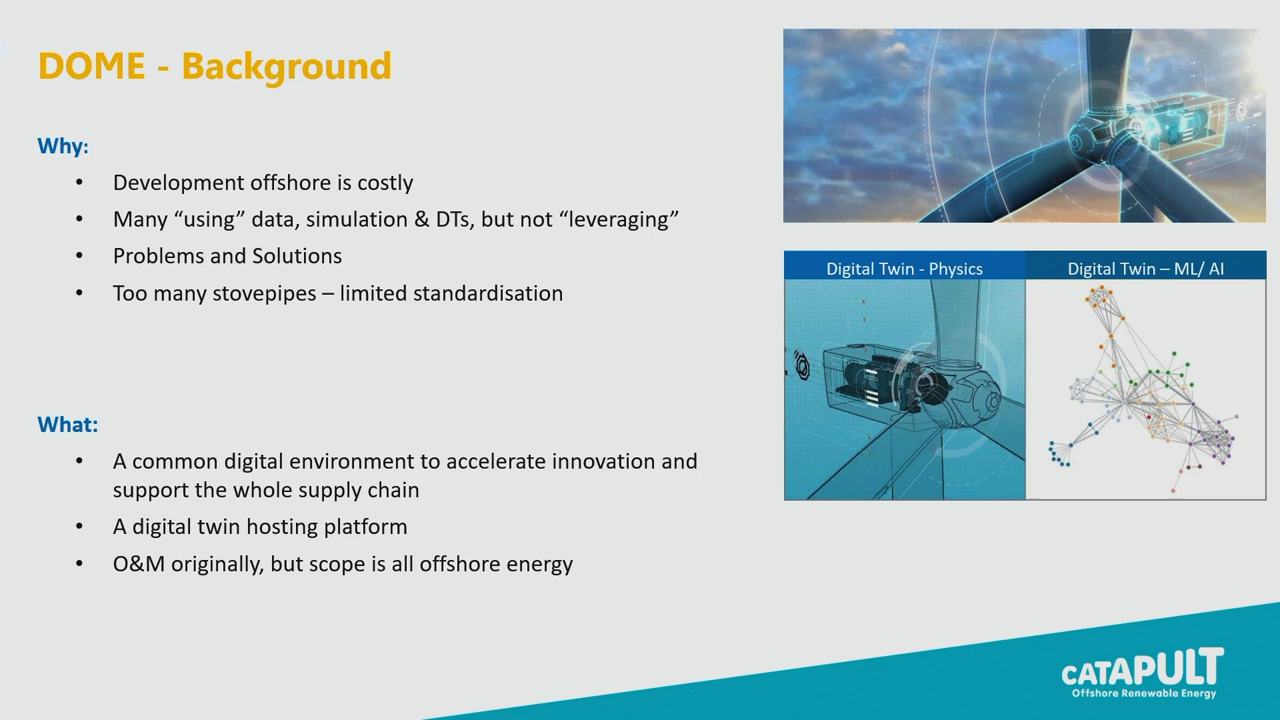 DOME - Background
Why:
• Development offshore is costly
• Many “using” data, simulation & DTs, but not “leveraging”
• Problems and Solutions
• Too many stovepipes – limited standardisation
What:
• A common digital environment to accelerate innovation and
support the whole supply chain
• A digital twin hosting platform
• O&M originally, but scope is all offshore energy
Digital Twin - Physics
Digital Twin – ML/ AI
CATAPULT
Offshore Renewable Energy